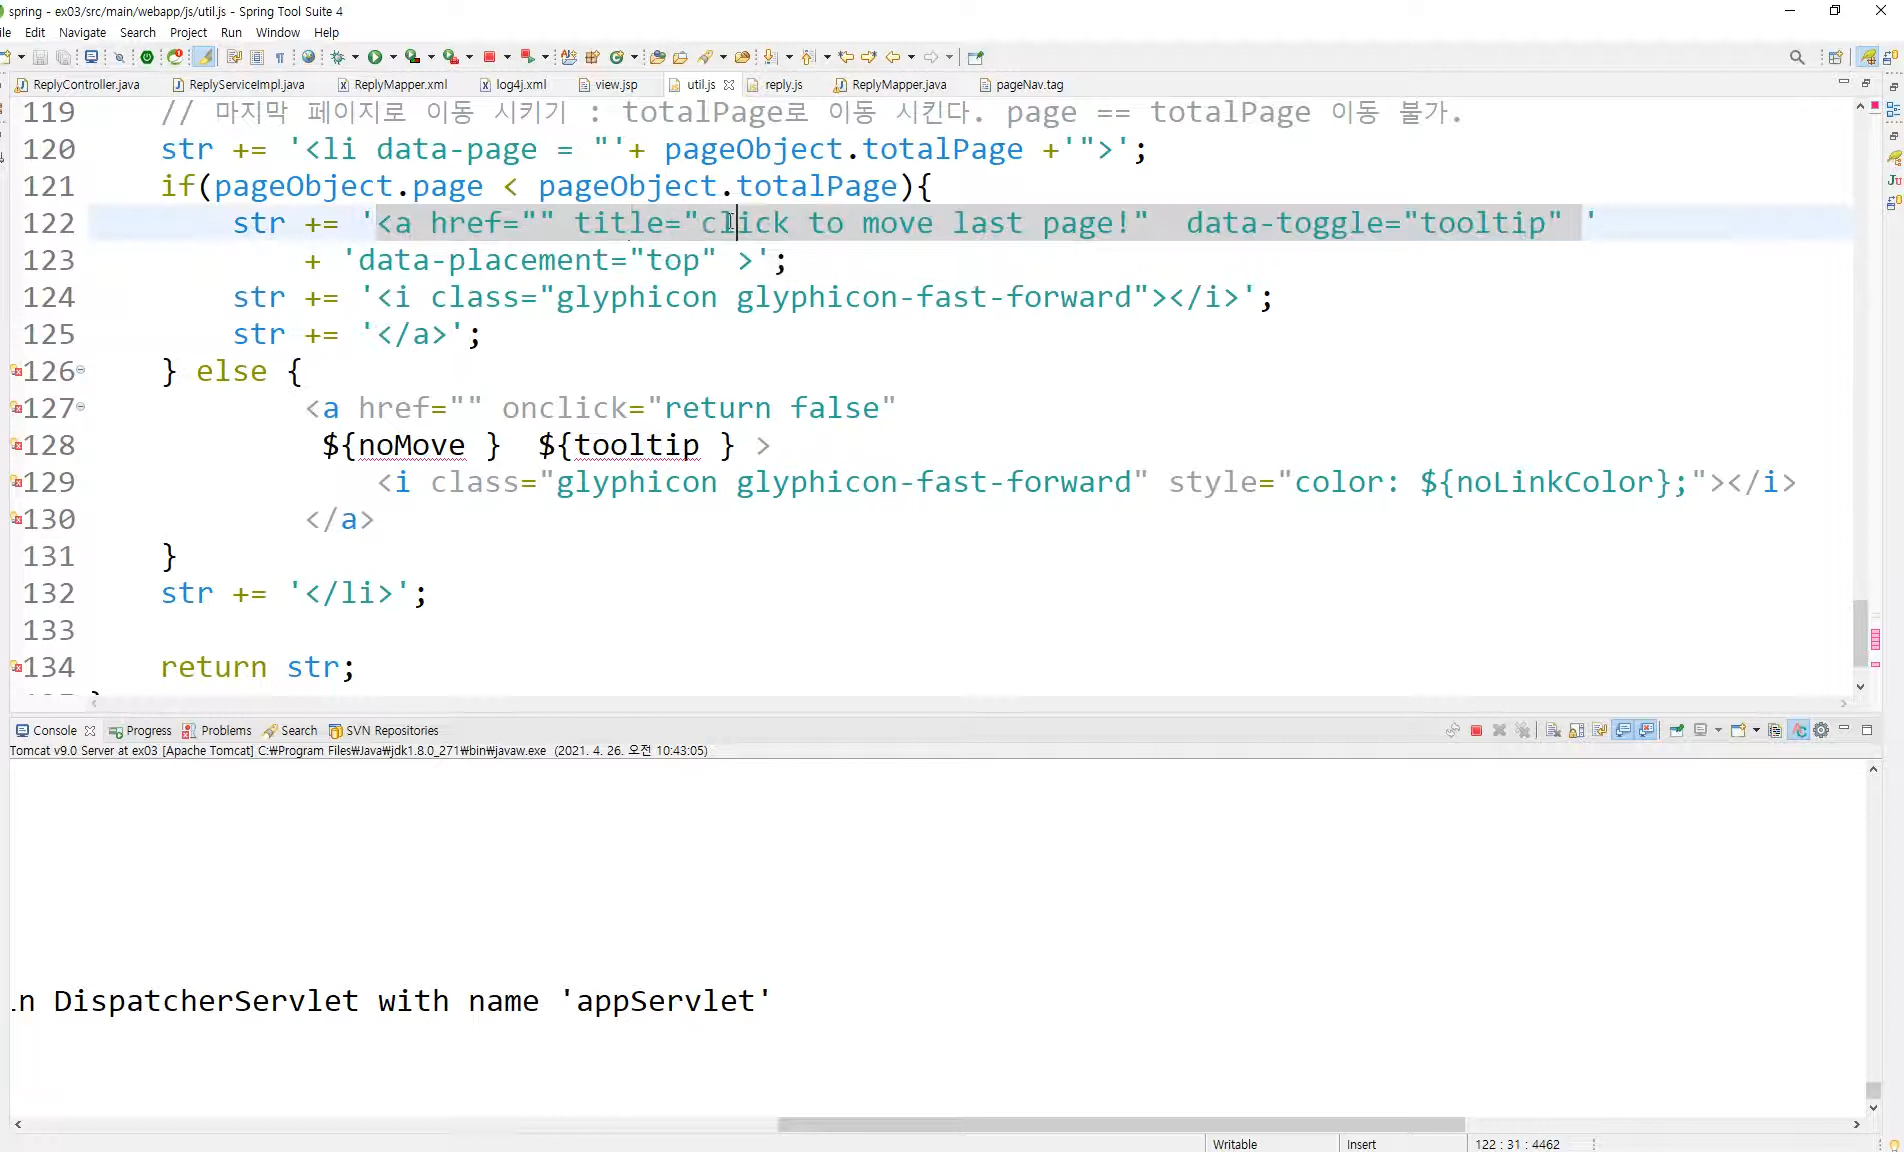 spring - ex03/src/main/webapp/js/util.js - Spring Tool Suite 4
ile Edit Navigate Search Project Run Window Help
ReplyController.java ReplyServiceImpl.java ReplyMapper.xml log4j.xml view.jsp util.js reply.js ReplyMapper.java pageNav.tag
119 // 마지막 페이지로 이동 시키기 : totalPage로 이동 시킨다. page == totalPage 이동 불가.
120 str += '<li data-page = "'+ pageObject.totalPage +'">';
121 if(pageObject.page < pageObject.totalPage){
122 str += '<a href="" title="click to move last page!"  data-toggle="tooltip" '
123 + 'data-placement="top" >';
124 str += '<i class="glyphicon glyphicon-fast-forward"></i>';
125 str += '</a>';
126 } else {
127 <a href="" onclick="return false"
128 ${noMove }  ${tooltip } >
129 <i class="glyphicon glyphicon-fast-forward" style="color: ${noLinkColor};"></i>
130 </a>
131 }
132 str += '</li>';
133
134 return str;
Console Progress Problems Search SVN Repositories
Tomcat v9.0 Server at ex03 [Apache Tomcat] C:₩Program Files₩Java₩jdk1.8.0_271₩bin₩javaw.exe (2021. 4. 26. 오전 10:43:05)
in DispatcherServlet with name 'appServlet'
Writable Insert 122 : 31 : 4462